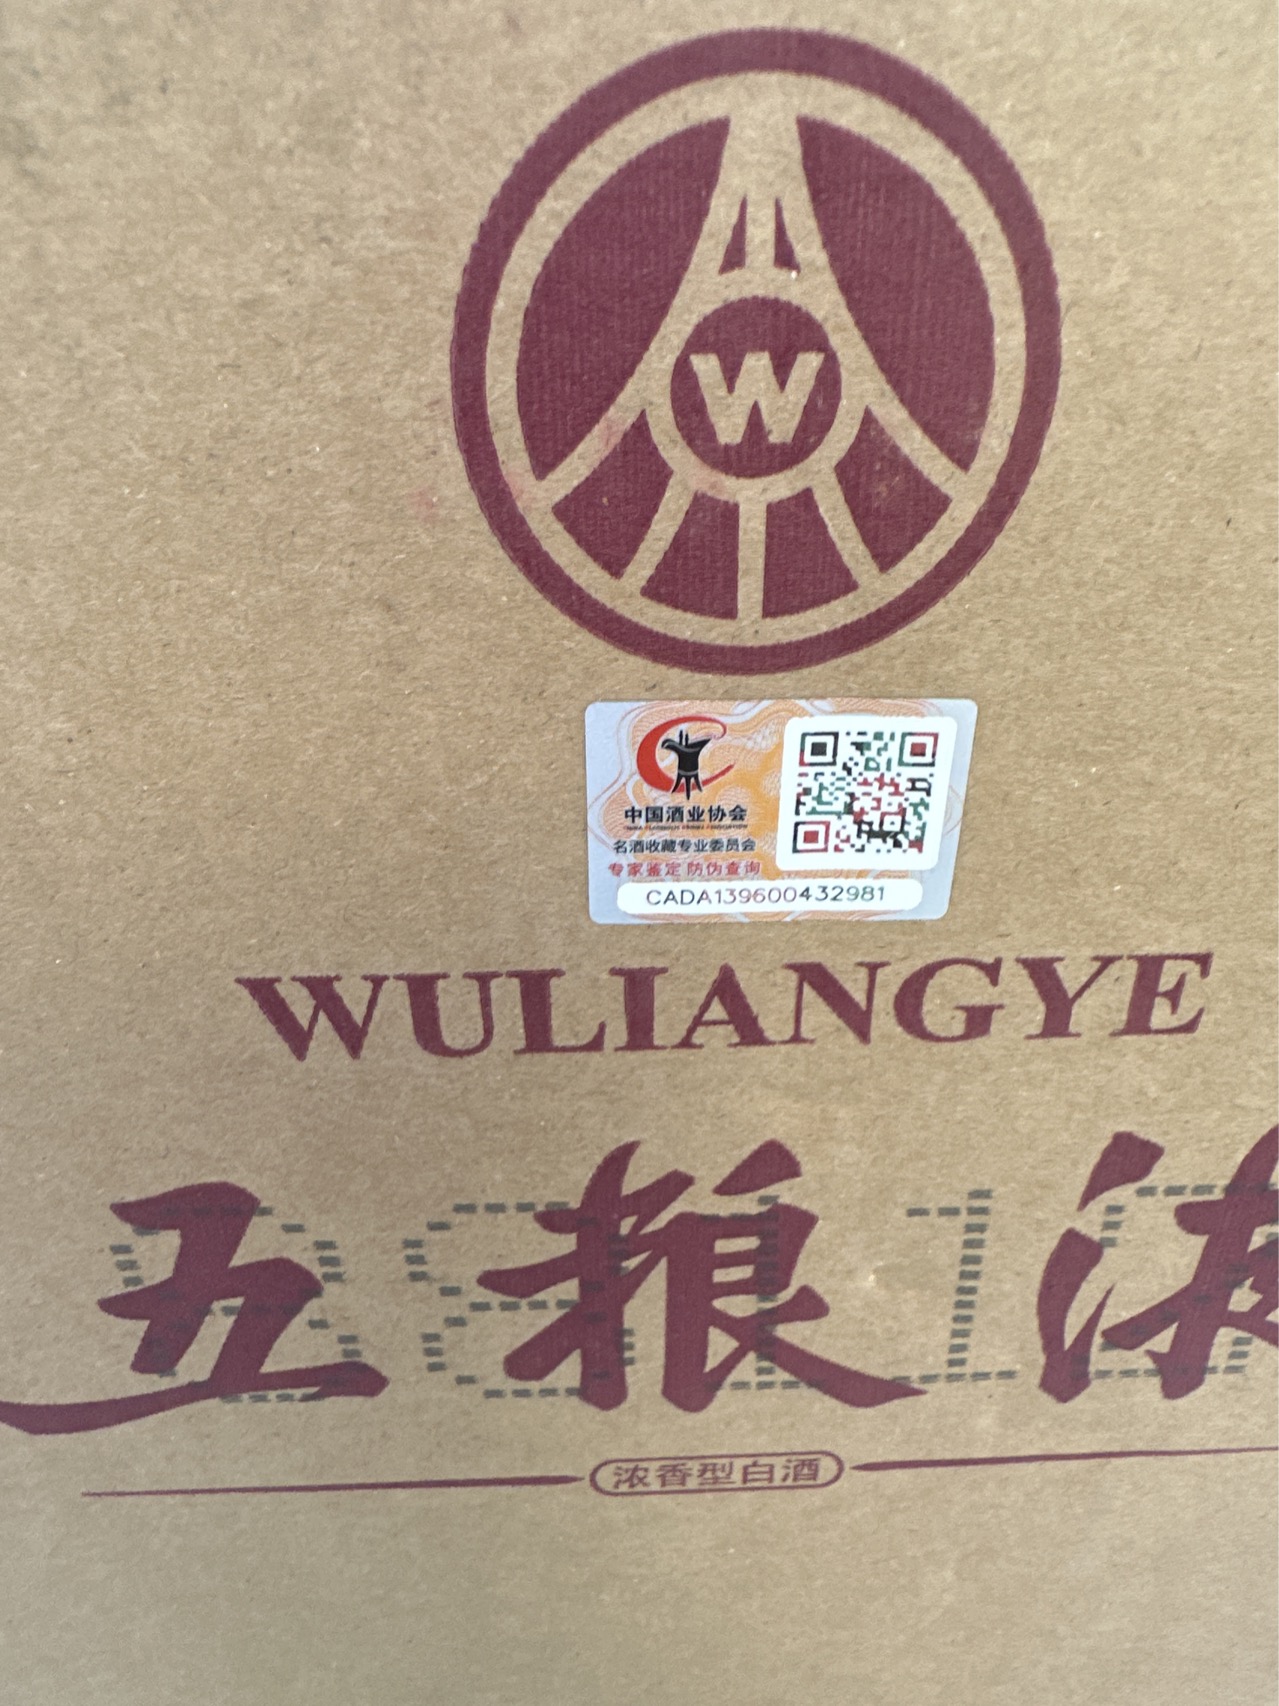 W
中国酒业协会
名酒收藏专业委员会
专家鉴定 防伪查询
CADA139600432981
WULIANGYE
五粮液
浓香型白酒